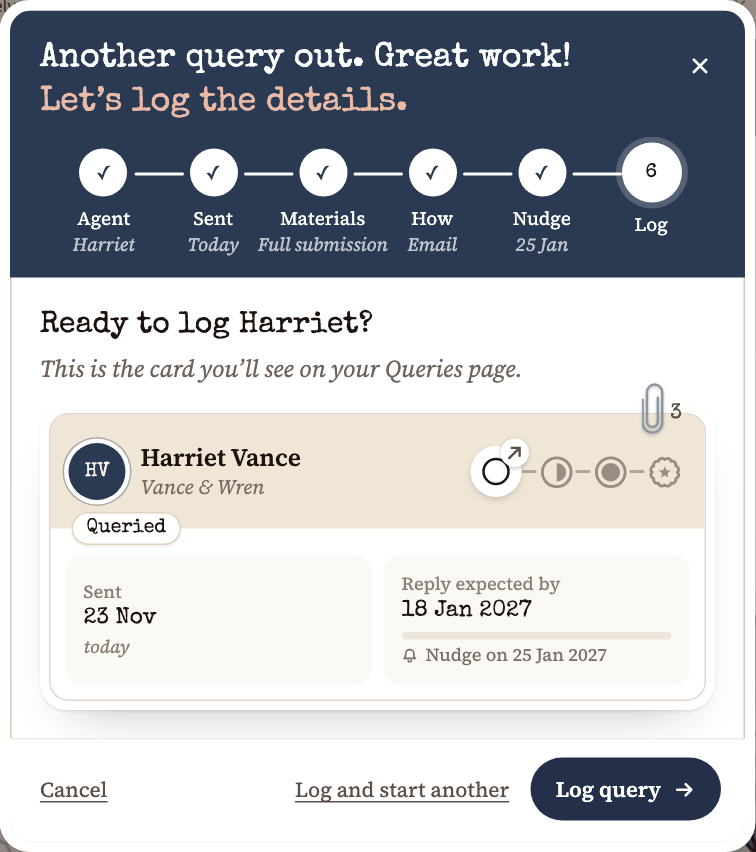 Another query out. Great work!
Let’s log the details.
6
Agent
Sent
Materials
How
Nudge
Log
Harriet
Today
Full submission
Email
25 Jan
Ready to log Harriet?
This is the card you’ll see on your Queries page.
3
HV
Harriet Vance
Vance & Wren
Queried
Sent
23 Nov
today
Reply expected by
18 Jan 2027
Nudge on 25 Jan 2027
Cancel
Log and start another
Log query